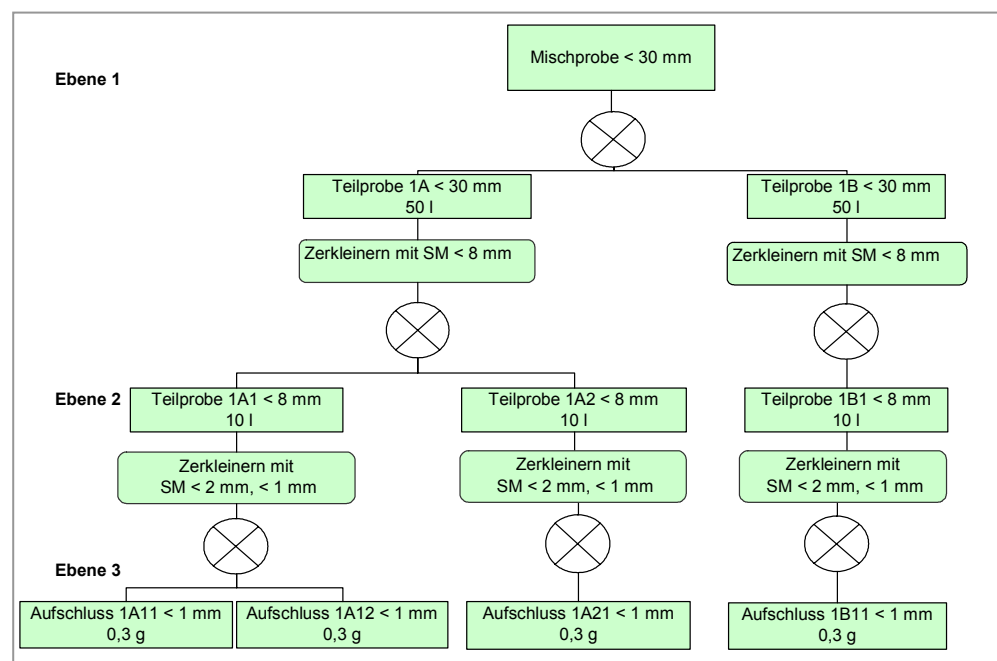 Mischprobe < 30 mm
Ebene 1
Teilprobe 1A < 30 mm
50 l
Teilprobe 1B < 30 mm
50 l
Zerkleinern mit SM < 8 mm
Zerkleinern mit SM < 8 mm
Ebene 2
Teilprobe 1A1 < 8 mm
10 l
Teilprobe 1A2 < 8 mm
10 l
Teilprobe 1B1 < 8 mm
10 l
Zerkleinern mit
SM < 2 mm, < 1 mm
Zerkleinern mit
SM < 2 mm, < 1 mm
Zerkleinern mit
SM < 2 mm, < 1 mm
Ebene 3
Aufschluss 1A11 < 1 mm
0,3 g
Aufschluss 1A12 < 1 mm
0,3 g
Aufschluss 1A21 < 1 mm
0,3 g
Aufschluss 1B11 < 1 mm
0,3 g